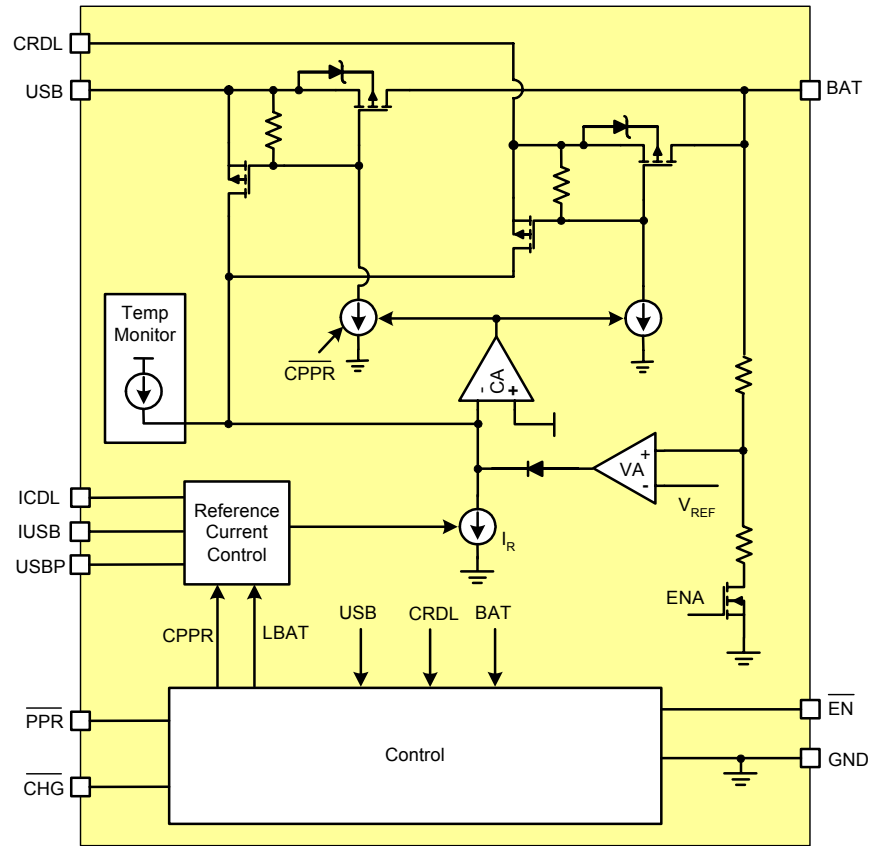 CRDL
USB
BAT
Temp
Monitor
CPPR
CA
-
+
VA
+
-
VREF
ICDL
IUSB
USBP
Reference
Current
Control
IR
ENA
CPPR
LBAT
USB
CRDL
BAT
PPR
CHG
Control
EN
GND